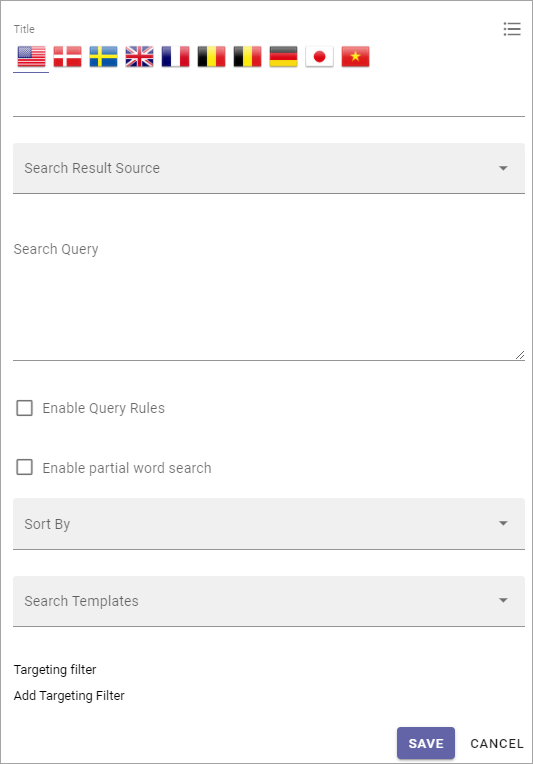 Title
Search Result Source
Search Query
Enable Query Rules
Enable partial word search
Sort By
Search Templates
Targeting filter
Add Targeting Filter
SAVE CANCEL